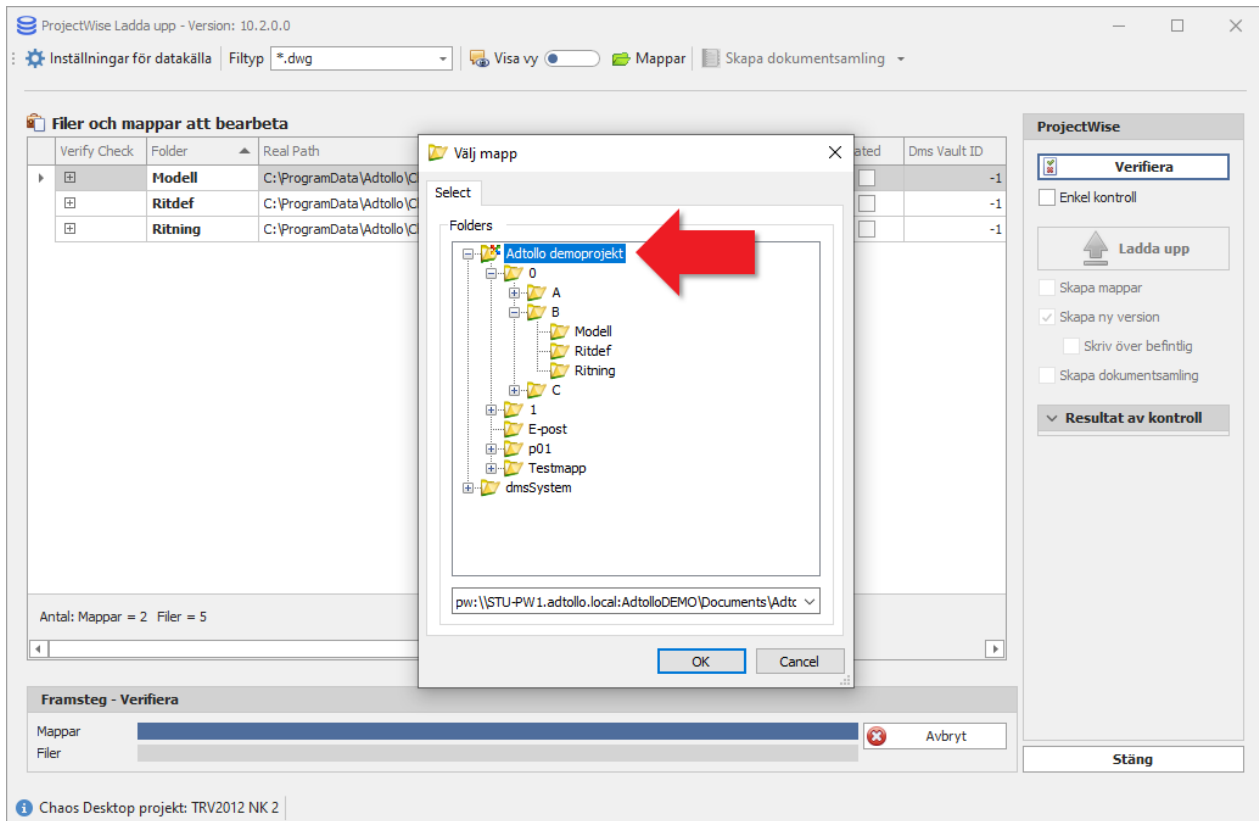 ProjectWise Ladda upp - Version: 10.2.0.0
Inställningar för datakälla Filtyp *.dwg Visa vy Mappar Skapa dokumentsamling
Filer och mappar att bearbeta
Verify Check Folder Real Path ated Dms Vault ID
Modell C:\ProgramData\Adtollo\C -1
Ritdef C:\ProgramData\Adtollo\C -1
Ritning C:\ProgramData\Adtollo\C -1
Antal: Mappar = 2 Filer = 5
Välj mapp
Select
Folders
Adtollo demoprojekt
0
A
B
Modell
Ritdef
Ritning
C
1
E-post
p01
Testmapp
dmsSystem
pw:\\STU-PW1.adtollo.local:AdtolloDEMO\Documents\Adtc
OK Cancel
ProjectWise
Verifiera
Enkel kontroll
Ladda upp
Skapa mappar
Skapa ny version
Skriv över befintlig
Skapa dokumentsamling
Resultat av kontroll
Framsteg - Verifiera
Mappar
Avbryt
Filer
Stäng
Chaos Desktop projekt: TRV2012 NK 2